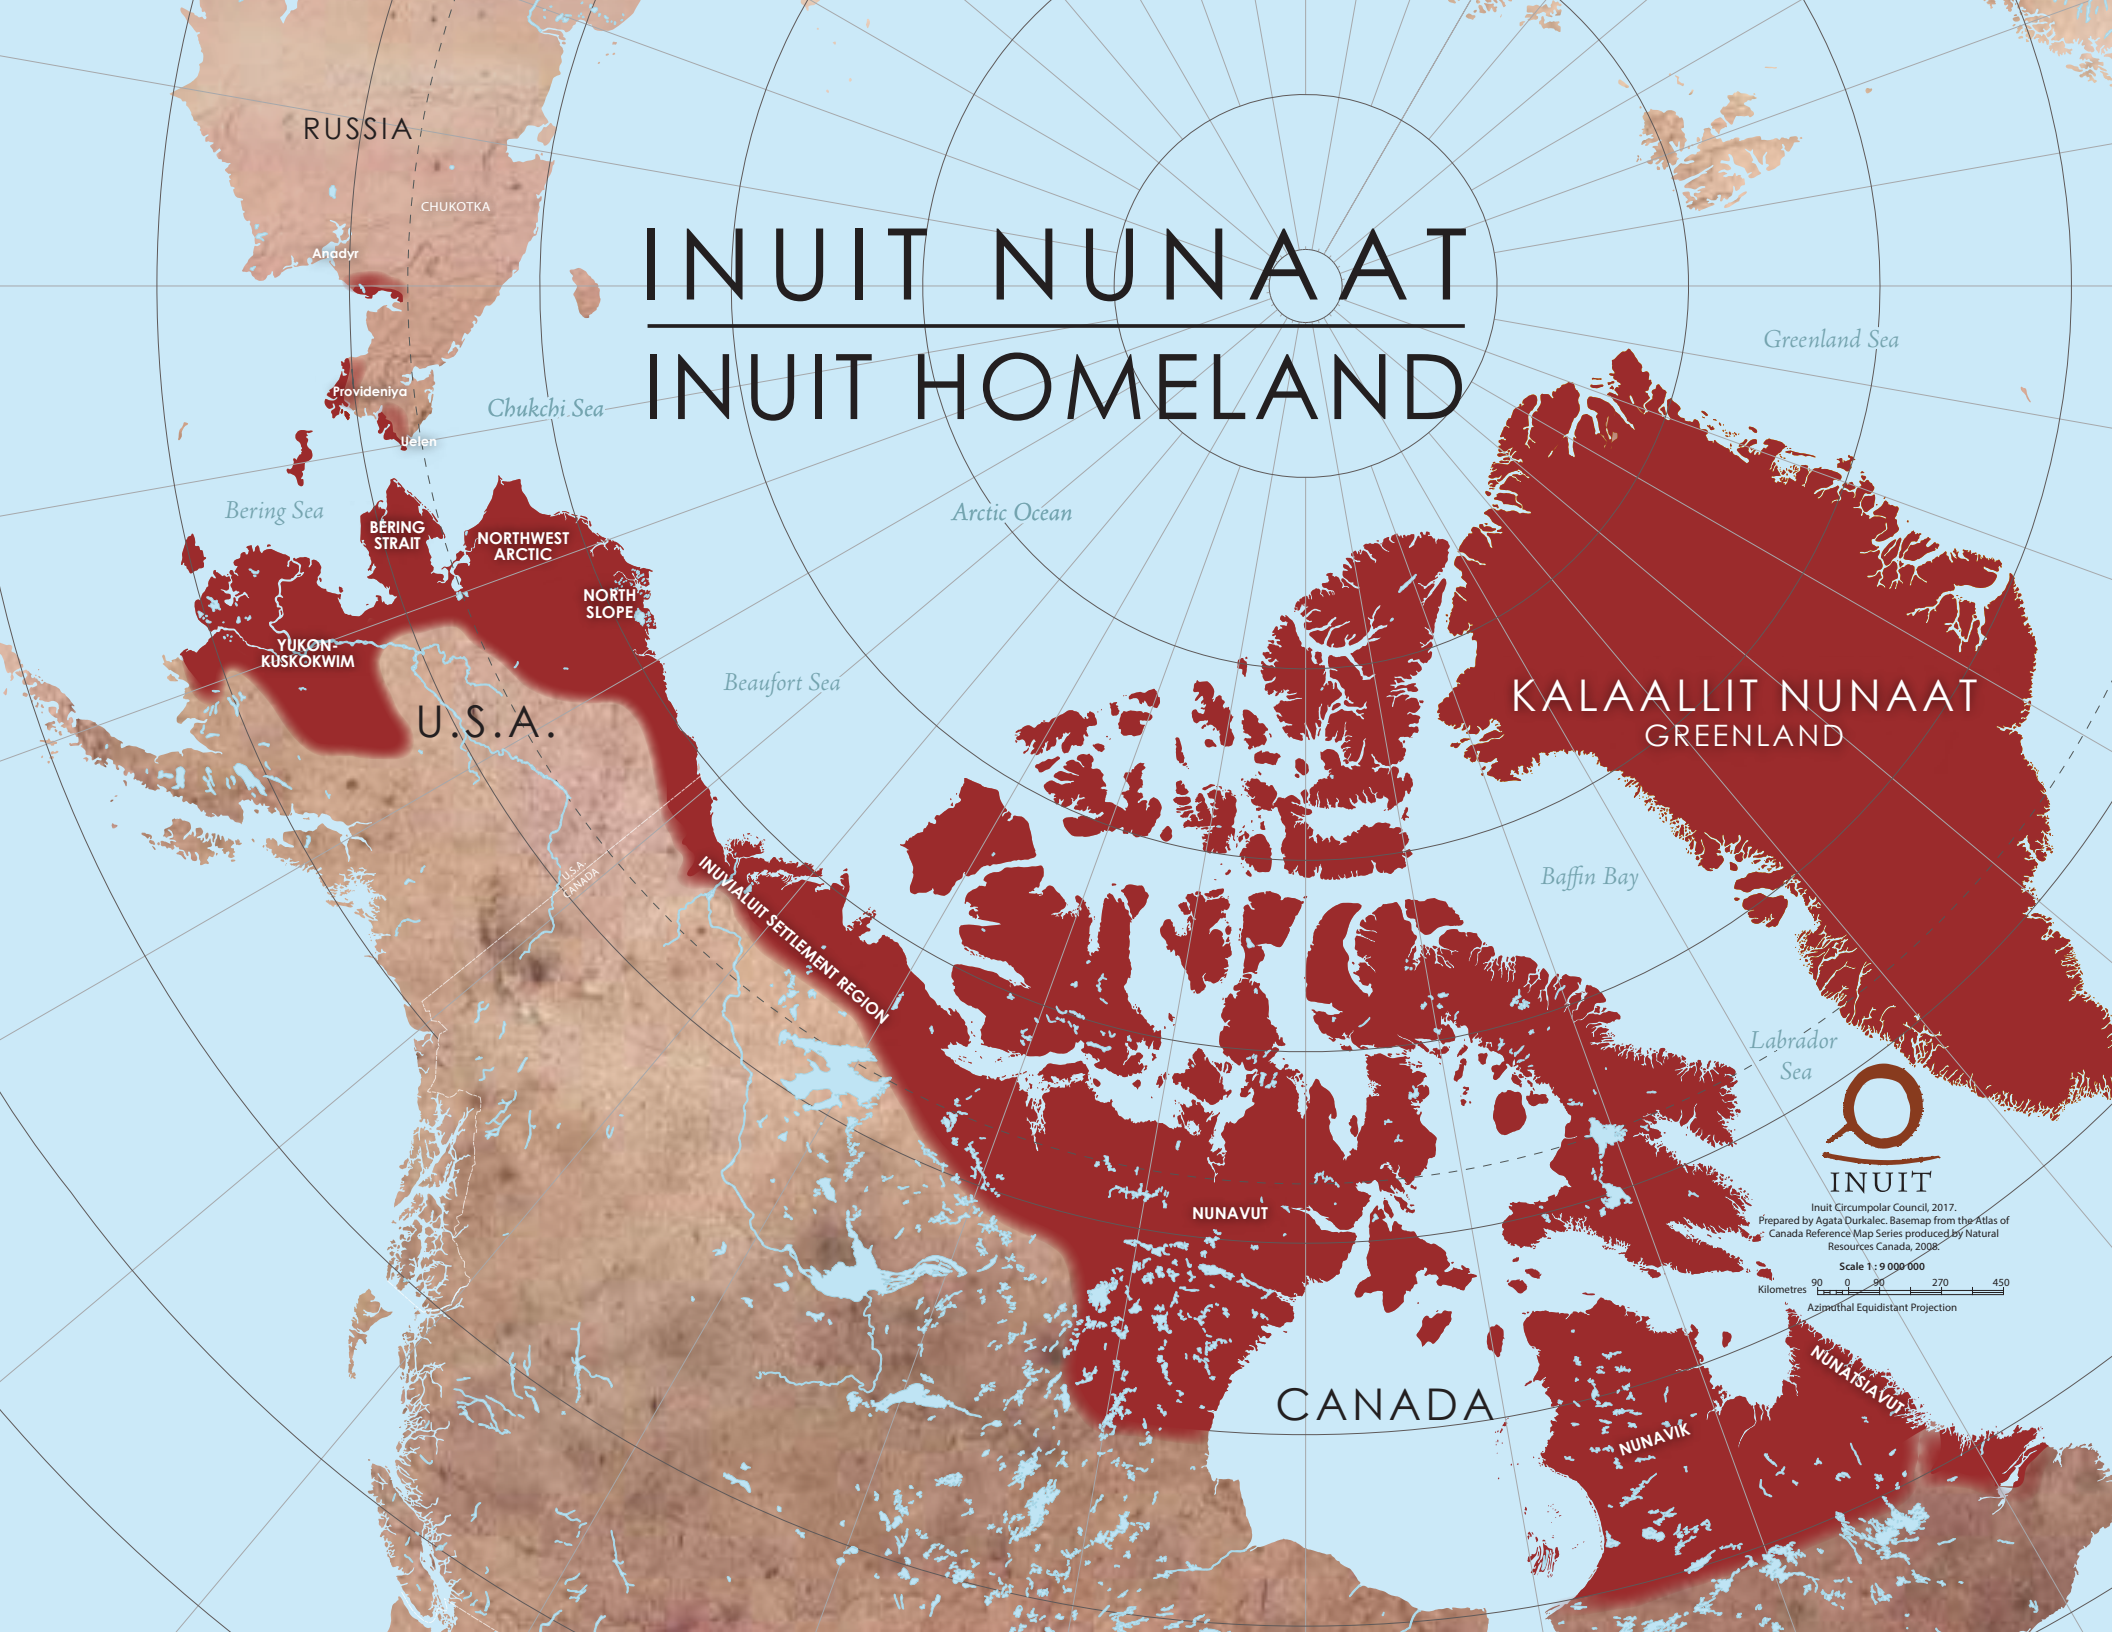 RUSSIA
CHUKOTKA
Anadyr
INUIT NUNAAT
INUIT HOMELAND
Greenland Sea
Provideniya
Chukchi Sea
Uelen
Bering Sea
Arctic Ocean
BERING
STRAIT
NORTHWEST
ARCTIC
NORTH
SLOPE
YUKON-
KUSKOKWIM
Beaufort Sea
KALAALLIT NUNAAT
GREENLAND
U.S.A.
U.S.A.
CANADA
INUVIALUIT SETTLEMENT REGION
Baffin Bay
Labrador
Sea
INUIT
Inuit Circumpolar Council, 2017.
Prepared by Agata Durkalec. Basemap from the Atlas of
Canada Reference Map Series produced by Natural
Resources Canada, 2008.
Scale 1 : 9 000 000
90 0 90 270 450
Kilometres
Azimuthal Equidistant Projection
NUNAVUT
CANADA
NUNAVIK
NUNATSIAVUT